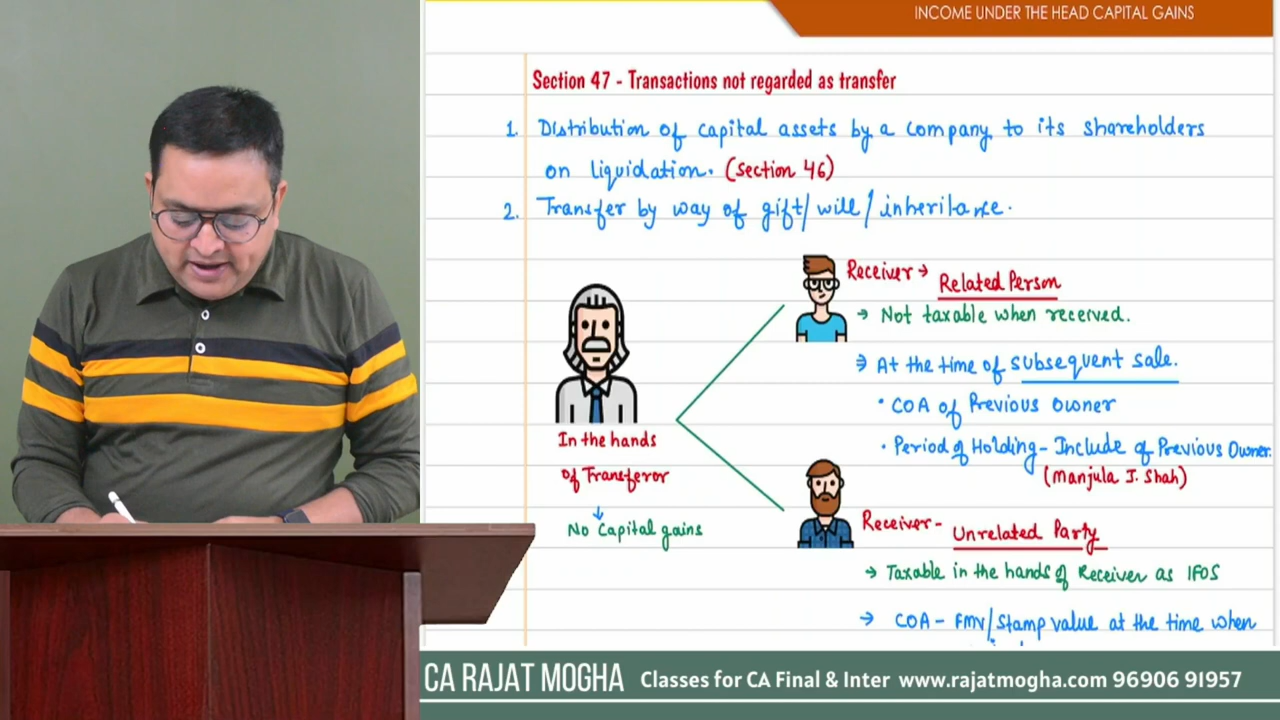 INCOME UNDER THE HEAD CAPITAL GAINS
Section 47 - Transactions not regarded as transfer
1. Distribution of capital assets by a company to its shareholders
on liquidation. (Section 46)
2. Transfer by way of gift/will/inheritance.
Receiver → Related Person
→ Not taxable when received.
⇒ At the time of subsequent sale.
• COA of Previous Owner
• Period of Holding - Include of Previous Owner.
(Manjula J. Shah)
In the hands
of Transferor
↓
No Capital gains
Receiver - Unrelated Party
→ Taxable in the hands of Receiver as IFOS
→ COA - FMV/Stamp value at the time when
CA RAJAT MOGHA Classes for CA Final & Inter www.rajatmogha.com 96906 91957